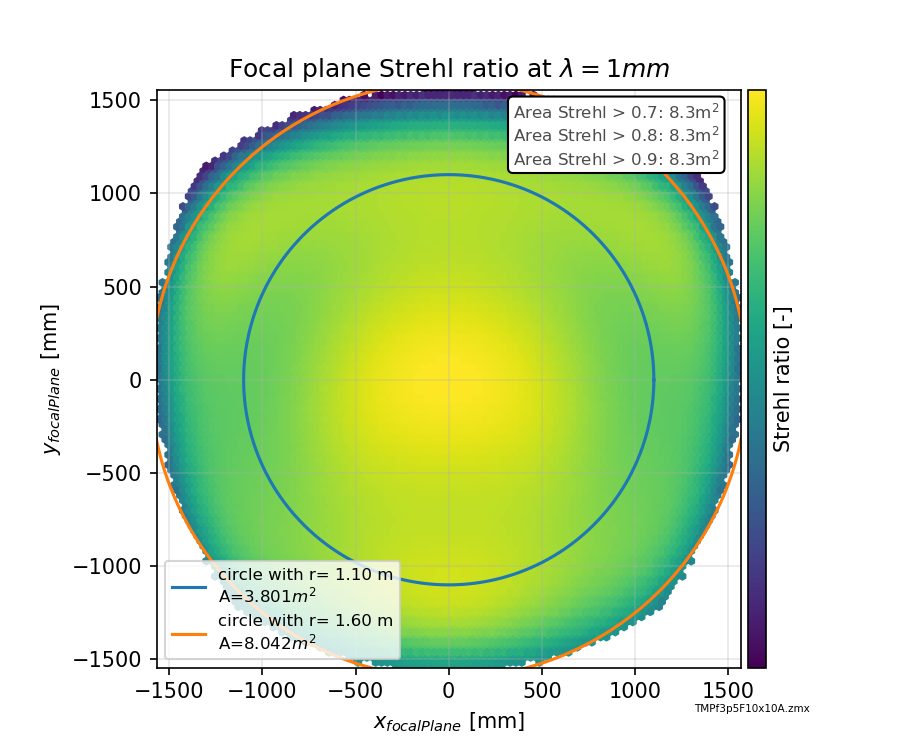 Focal plane Strehl ratio at λ = 1mm
Area Strehl > 0.7: 8.3m²
Area Strehl > 0.8: 8.3m²
Area Strehl > 0.9: 8.3m²
1500
1000
500
0
−500
−1000
−1500
y_focalPlane [mm]
circle with r= 1.10 m
A=3.801m²
circle with r= 1.60 m
A=8.042m²
−1500 −1000 −500 0 500 1000 1500
x_focalPlane [mm]
Strehl ratio [-]
TMPf3p5F10x10A.zmx